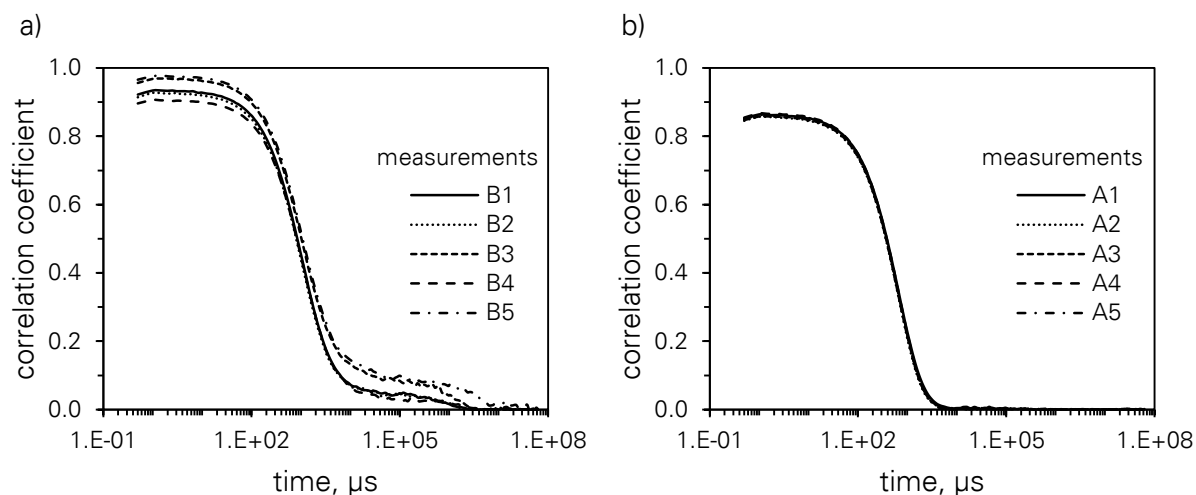 a)
correlation coefficient
1.0
0.8
0.6
0.4
0.2
0.0
1.E-01 1.E+02 1.E+05 1.E+08
time, µs
measurements
B1
B2
B3
B4
B5
b)
correlation coefficient
1.0
0.8
0.6
0.4
0.2
0.0
1.E-01 1.E+02 1.E+05 1.E+08
time, µs
measurements
A1
A2
A3
A4
A5